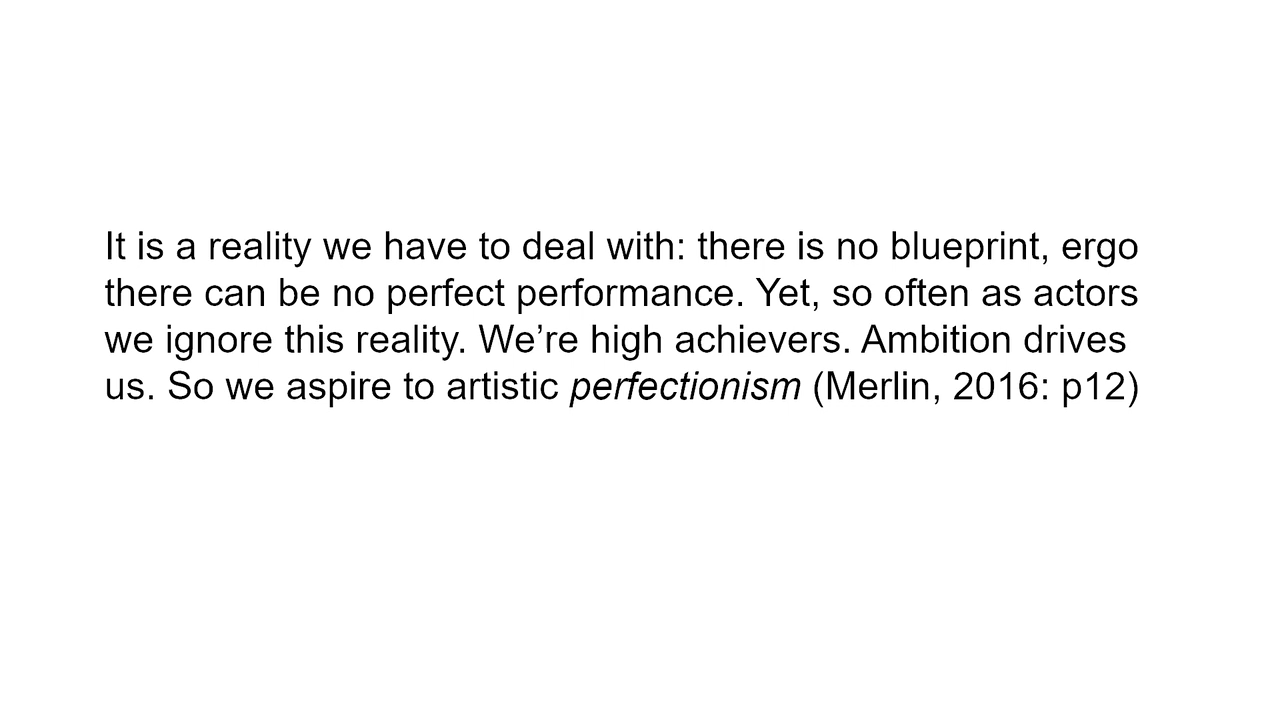 It is a reality we have to deal with: there is no blueprint, ergo
there can be no perfect performance. Yet, so often as actors
we ignore this reality. We’re high achievers. Ambition drives
us. So we aspire to artistic perfectionism (Merlin, 2016: p12)